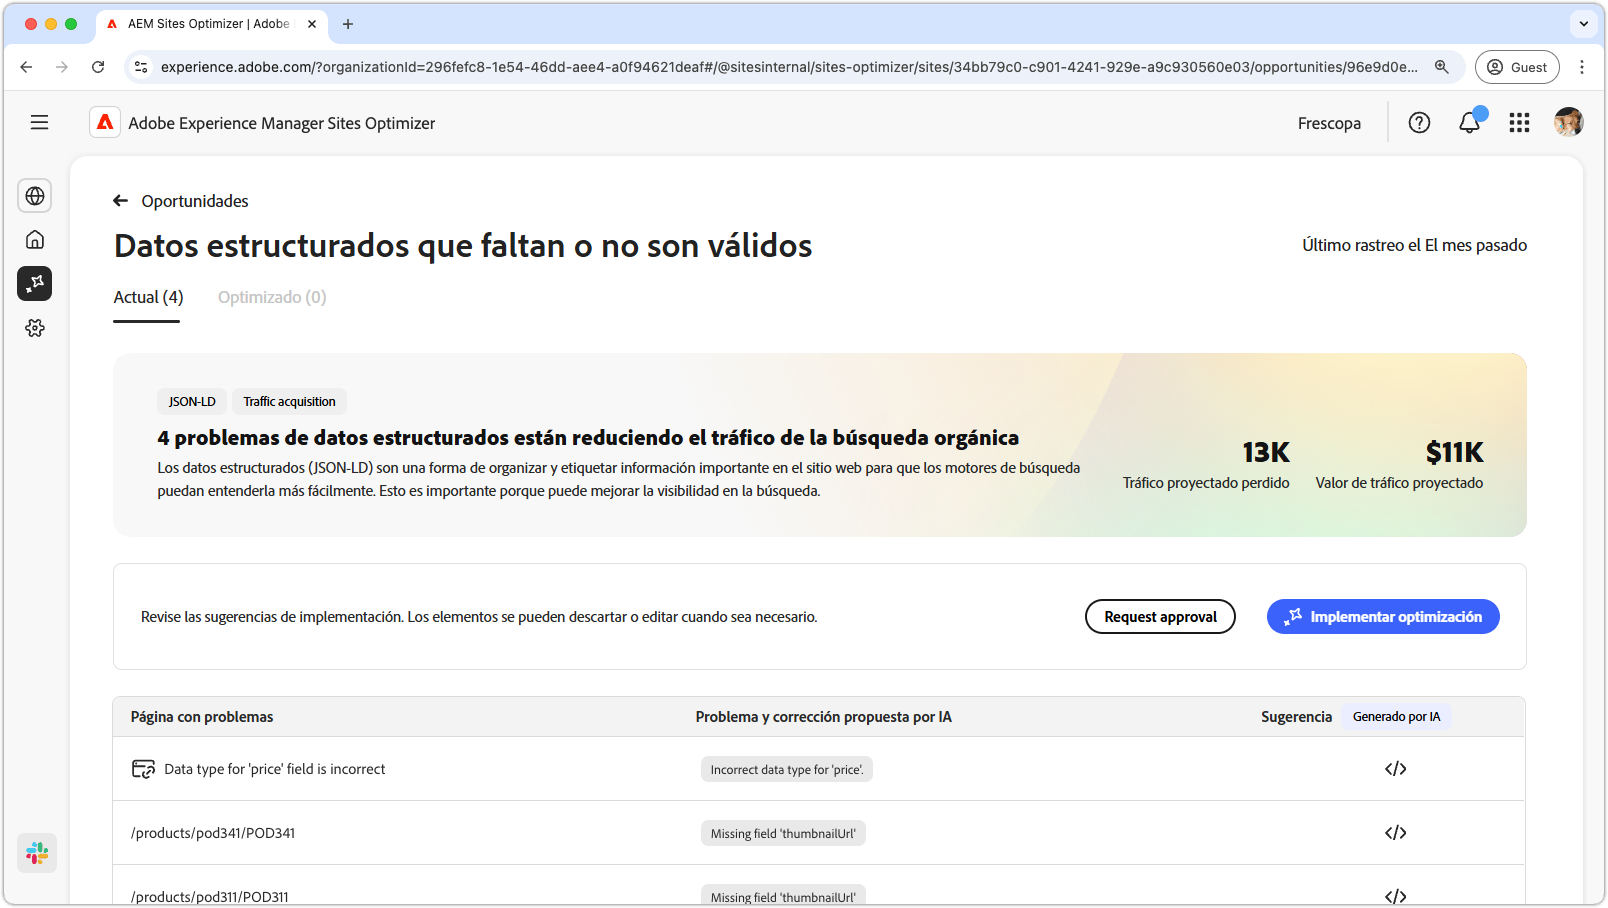 AEM Sites Optimizer | Adobe
experience.adobe.com/?organizationId=296fefc8-1e54-46dd-aee4-a0f94621deaf#/@sitesinternal/sites-optimizer/sites/34bb79c0-c901-4241-929e-a9c930560e03/opportunities/96e9d0e...
Guest
Adobe Experience Manager Sites Optimizer
Frescopa
Oportunidades
Datos estructurados que faltan o no son válidos
Último rastreo el El mes pasado
Actual (4)
Optimizado (0)
JSON-LD
Traffic acquisition
4 problemas de datos estructurados están reduciendo el tráfico de la búsqueda orgánica
Los datos estructurados (JSON-LD) son una forma de organizar y etiquetar información importante en el sitio web para que los motores de búsqueda
puedan entenderla más fácilmente. Esto es importante porque puede mejorar la visibilidad en la búsqueda.
13K
Tráfico proyectado perdido
$11K
Valor de tráfico proyectado
Revise las sugerencias de implementación. Los elementos se pueden descartar o editar cuando sea necesario.
Request approval
Implementar optimización
Página con problemas
Problema y corrección propuesta por IA
Sugerencia
Generado por IA
Data type for 'price' field is incorrect
Incorrect data type for 'price'.
/products/pod341/POD341
Missing field 'thumbnailUrl'
/products/pod311/POD311
Missing field 'thumbnailUrl'